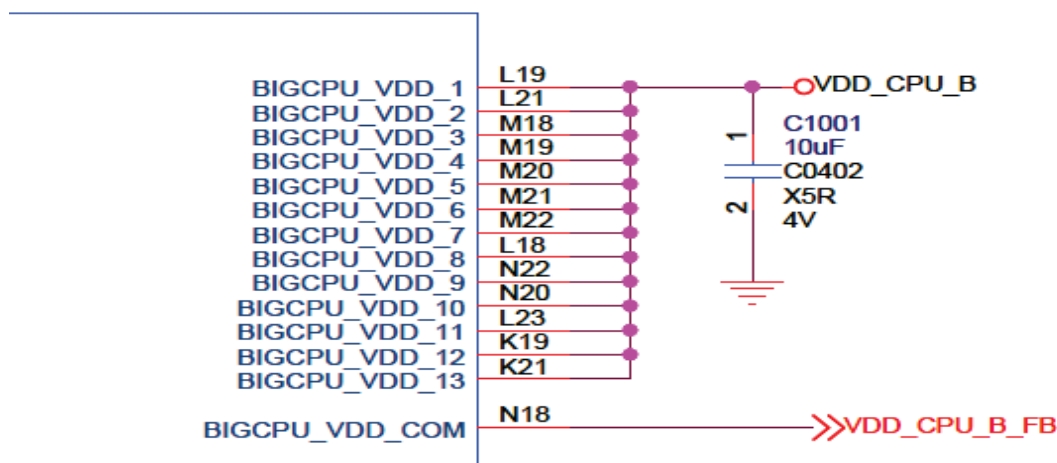 BIGCPU_VDD_1 L19 VDD_CPU_B
BIGCPU_VDD_2 L21
BIGCPU_VDD_3 M18
BIGCPU_VDD_4 M19
BIGCPU_VDD_5 M20
BIGCPU_VDD_6 M21
BIGCPU_VDD_7 M22
BIGCPU_VDD_8 L18
BIGCPU_VDD_9 N22
BIGCPU_VDD_10 N20
BIGCPU_VDD_11 L23
BIGCPU_VDD_12 K19
BIGCPU_VDD_13 K21
1
2
C1001
10uF
C0402
X5R
4V
BIGCPU_VDD_COM N18 VDD_CPU_B_FB